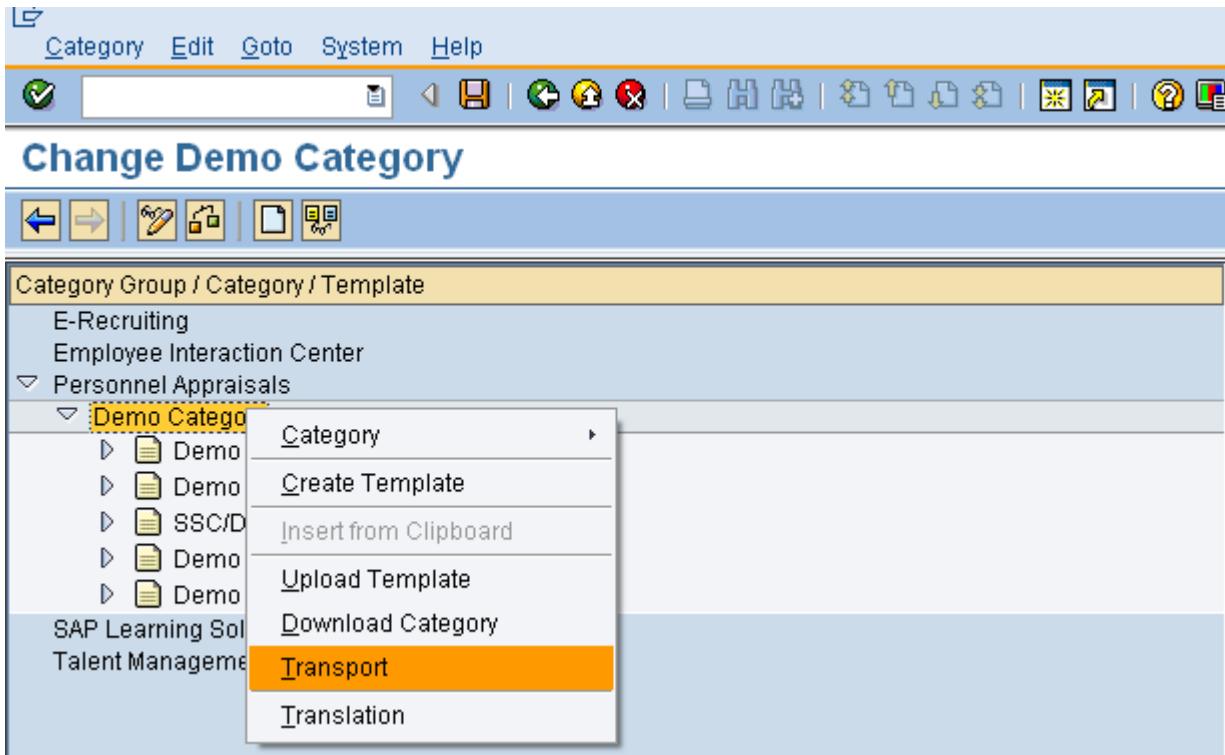 Category Edit Goto System Help
Change Demo Category
Category Group / Category / Template
E-Recruiting
Employee Interaction Center
Personnel Appraisals
Demo Catego
Category
Demo
Create Template
Demo
SSC/D
Insert from Clipboard
Demo
Upload Template
Demo
Download Category
SAP Learning Sol
Talent Manageme
Transport
Translation